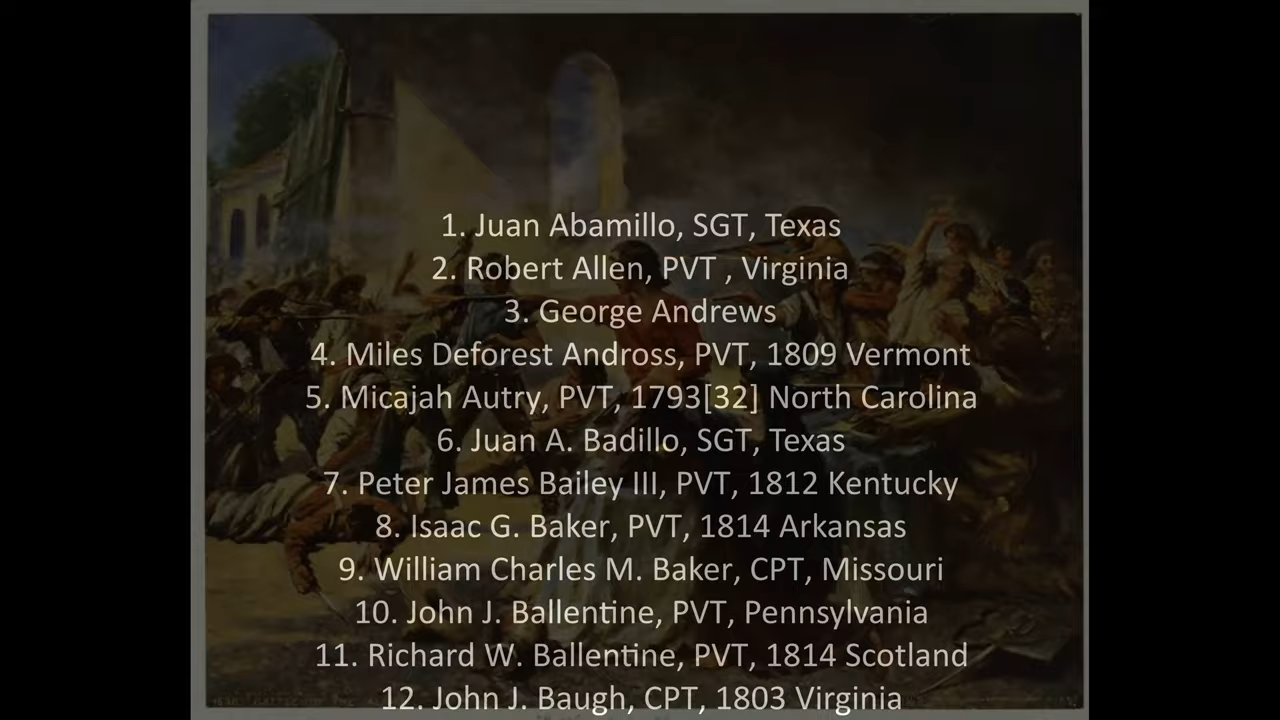 1. Juan Abamillo, SGT, Texas
2. Robert Allen, PVT , Virginia
3. George Andrews
4. Miles Deforest Andross, PVT, 1809 Vermont
5. Micajah Autry, PVT, 1793[32] North Carolina
6. Juan A. Badillo, SGT, Texas
7. Peter James Bailey III, PVT, 1812 Kentucky
8. Isaac G. Baker, PVT, 1814 Arkansas
9. William Charles M. Baker, CPT, Missouri
10. John J. Ballentine, PVT, Pennsylvania
11. Richard W. Ballentine, PVT, 1814 Scotland
12. John J. Baugh, CPT, 1803 Virginia